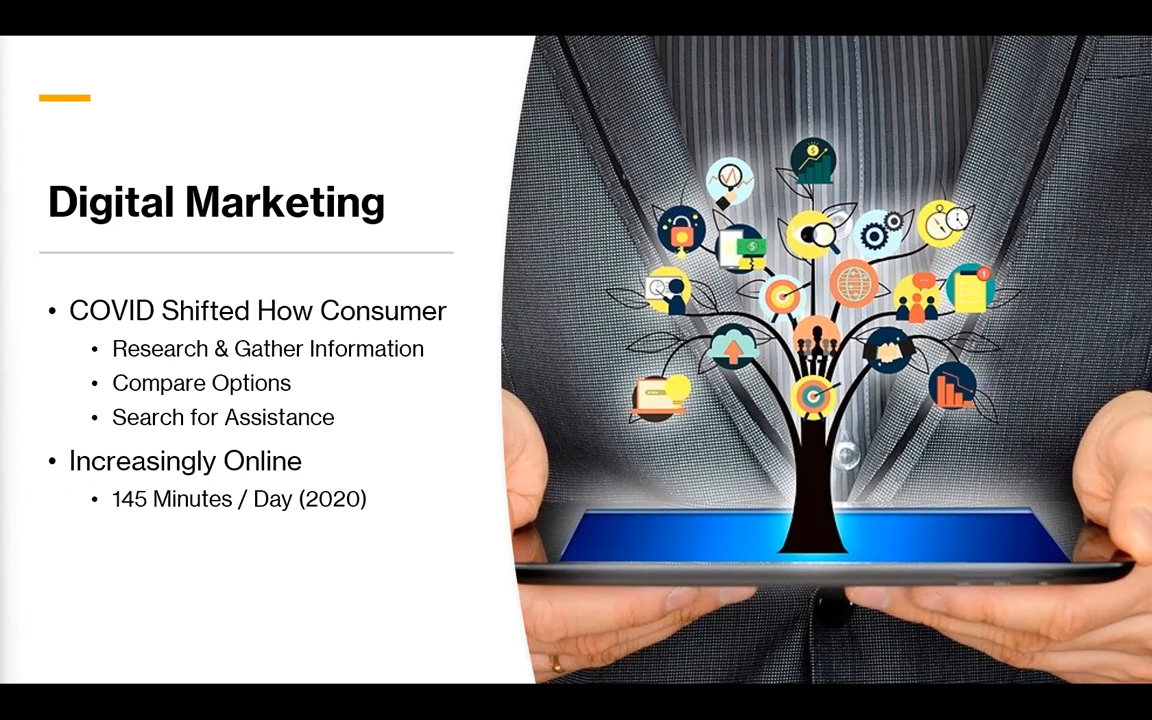 Digital Marketing
• COVID Shifted How Consumer
• Research & Gather Information
• Compare Options
• Search for Assistance
• Increasingly Online
• 145 Minutes / Day (2020)
$
$
1